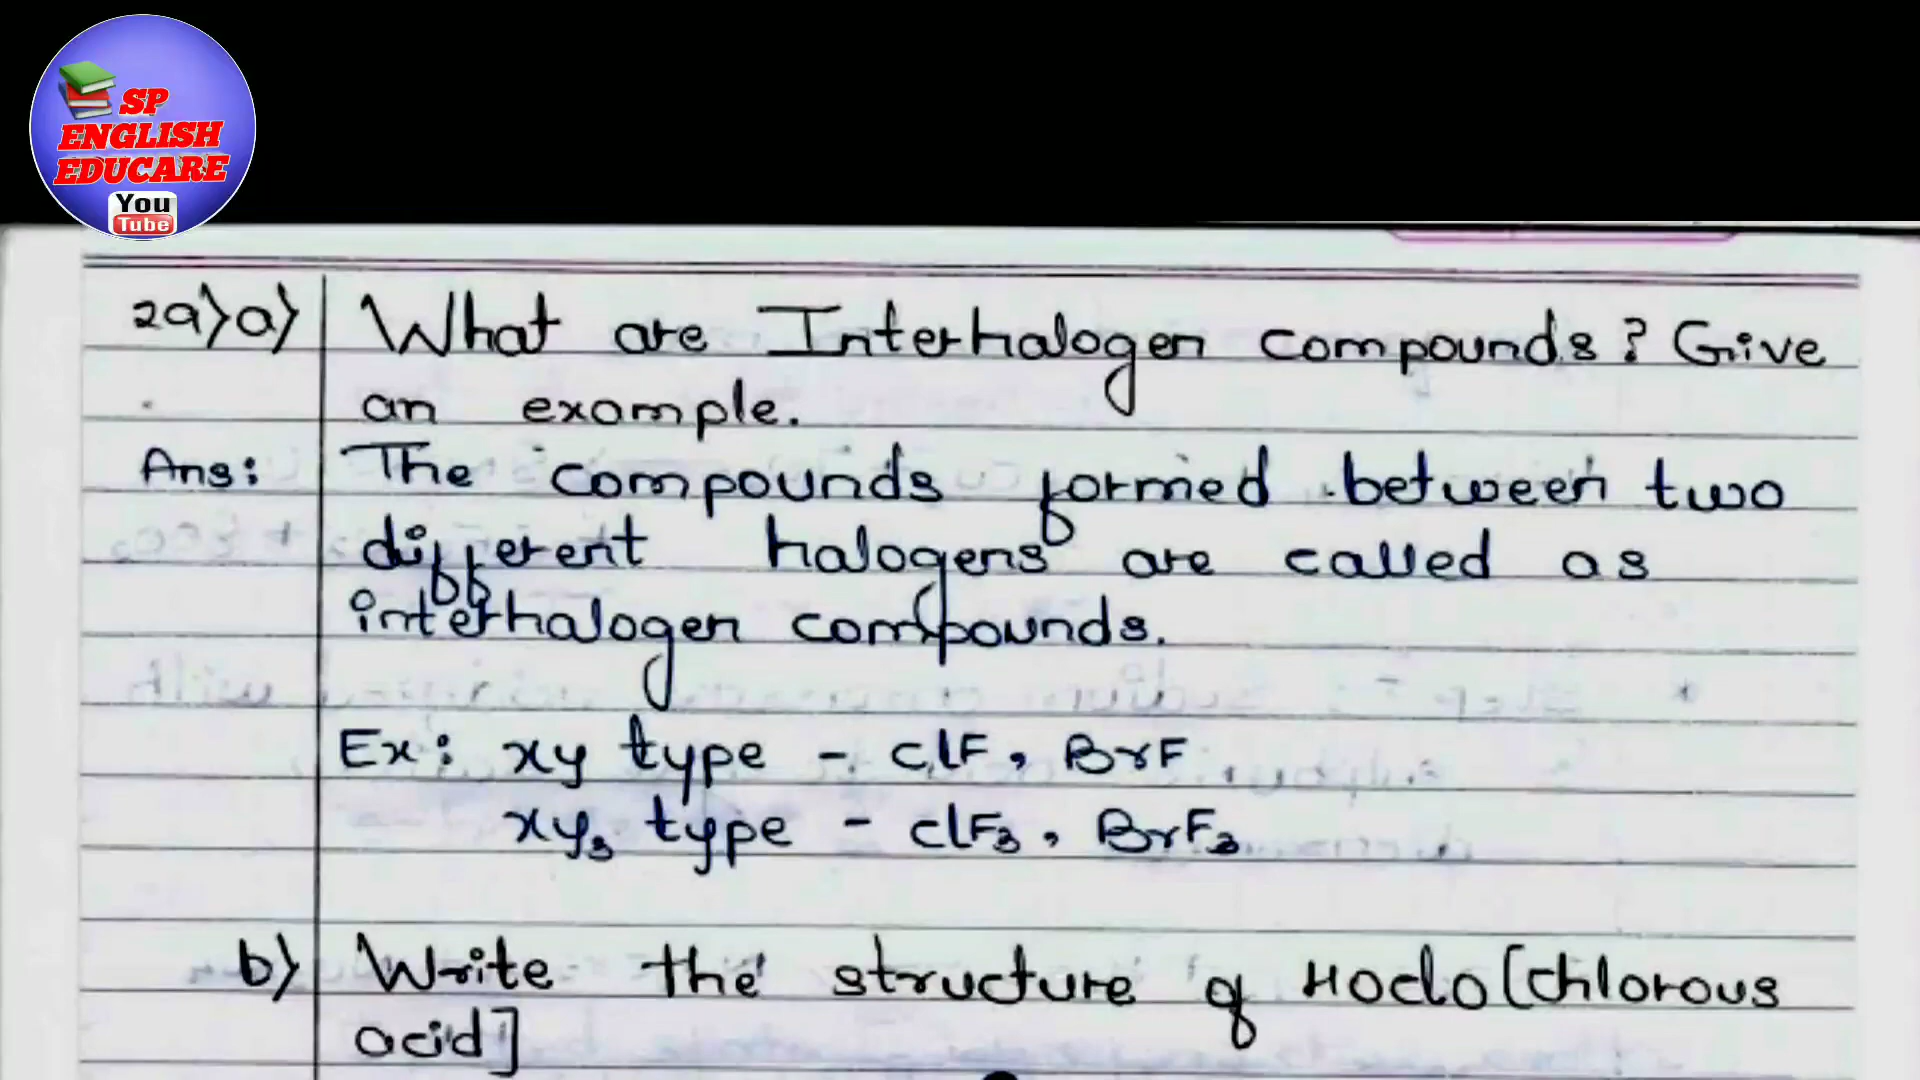 SP
ENGLISH
EDUCARE
You
Tube
2a) a) What are Interhalogen compounds? Give
an example.
Ans: The compounds formed between two
different halogens are called as
interhalogen compounds.
Ex: xy type - ClF, BrF
xy₃ type - ClF₃, BrF₃
b) Write the structure of HOClO [chlorous
acid]